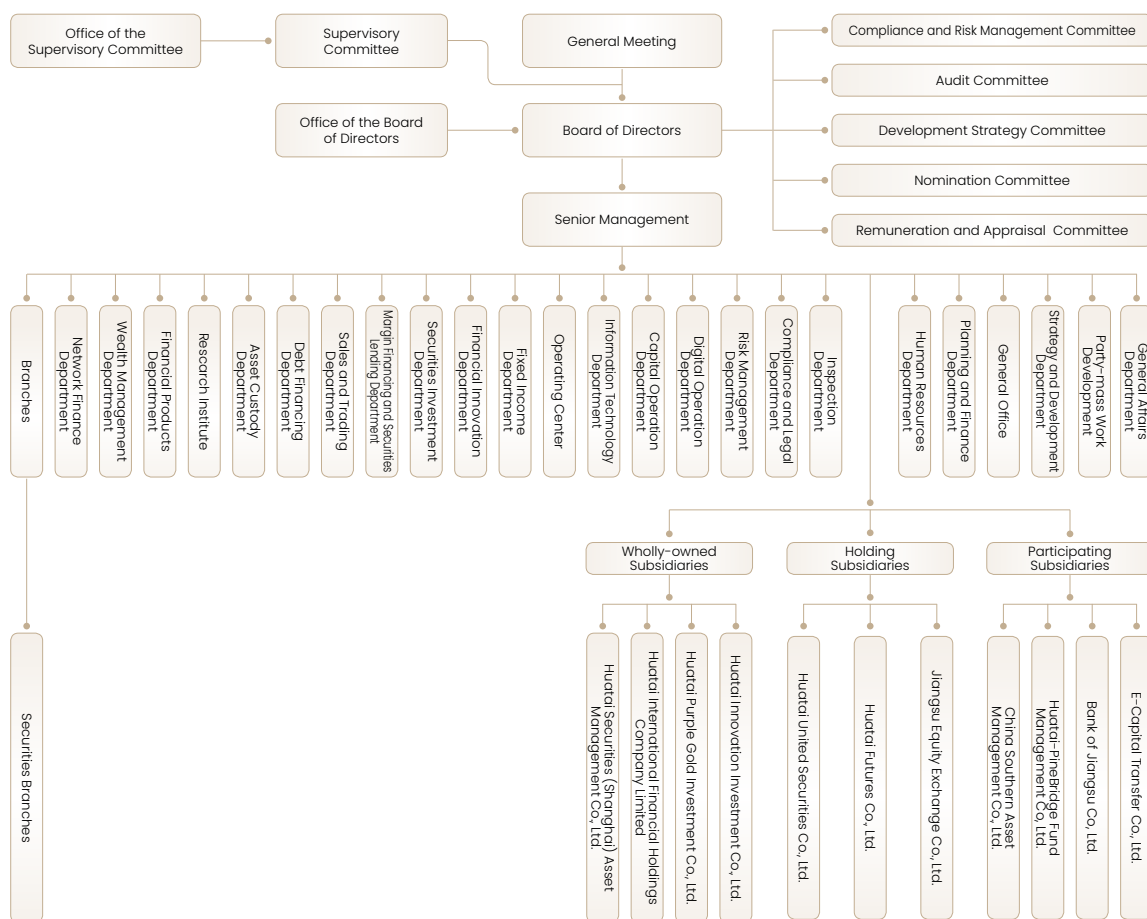 Office of the
Supervisory Committee
Supervisory
Committee
General Meeting
Compliance and Risk Management Committee
Audit Committee
Office of the Board
of Directors
Board of Directors
Development Strategy Committee
Nomination Committee
Senior Management
Remuneration and Appraisal Committee
Branches
Network Finance
Department
Wealth Management
Department
Financial Products
Department
Rescarch Institute
Asset Custody
Department
Debt Financing
Department
Sales and Trading
Department
Margin Financing and Securities
Lending Department
Securities Investment
Department
Financial Innovation
Department
Fixed Income
Department
Operating Center
Information Technology
Department
Capital Operation
Department
Digital Operation
Department
Risk Management
Department
Compliance and Legal
Department
Inspection
Department
Human Resources
Department
Planning and Finance
Department
General Office
Strategy and Development
Department
Party-mass Work
Development
General Affairs
Department
Wholly-owned
Subsidiaries
Holding
Subsidiaries
Participating
Subsidiaries
Securities Branches
Huatai Securities (Shanghai) Asset
Management Co., Ltd.
Huatai International Financial Holdings
Company Limited
Huatai Purple Gold Investment Co., Ltd.
Huatai Innovation Investment Co., Ltd.
Huatai United Securities Co., Ltd.
Huatai Futures Co., Ltd.
Jiangsu Equity Exchange Co., Ltd.
China Southern Asset
Management Co., Ltd.
Huatai-PineBridge Fund
Management Co., Ltd.
Bank of Jiangsu Co, Ltd.
E-Capital Transfer Co., Ltd.